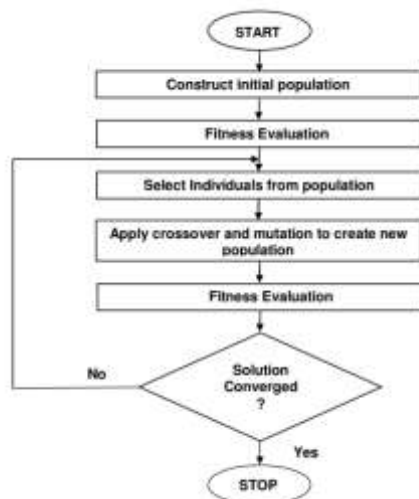 START
Construct initial population
Fitness Evaluation
Select Individuals from population
Apply crossover and mutation to create new
population
Fitness Evaluation
Solution
Converged
?
No
Yes
STOP